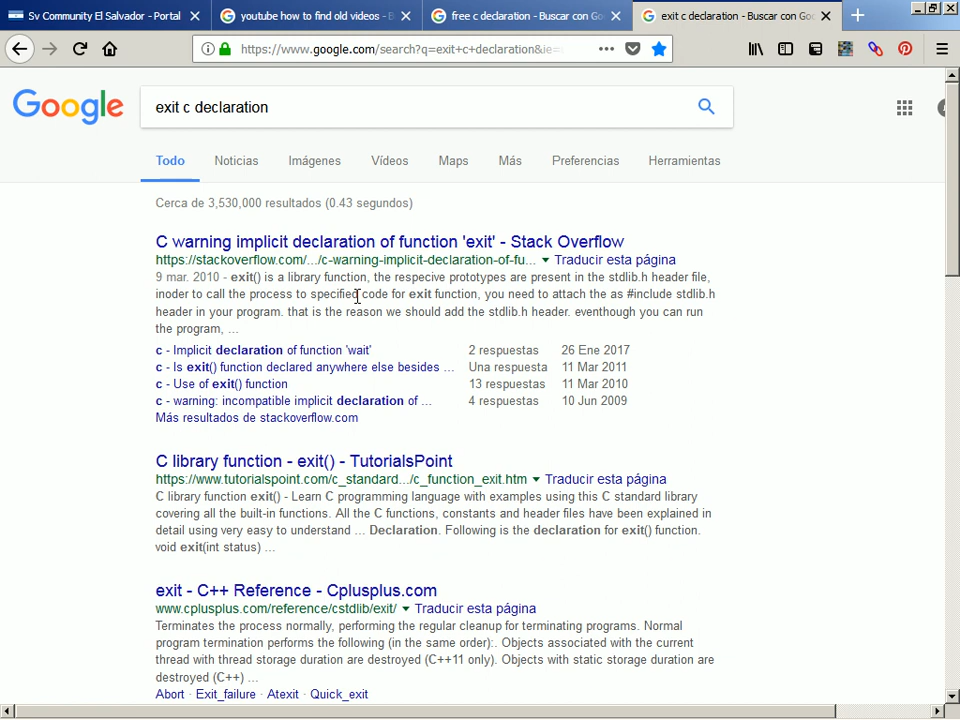 Sv Community El Salvador - Portal
youtube how to find old videos - B
free c declaration - Buscar con Go
exit c declaration - Buscar con Goo
https://www.google.com/search?q=exit+c+declaration&ie=
Google
exit c declaration
Todo Noticias Imágenes Vídeos Maps Más Preferencias Herramientas
Cerca de 3,530,000 resultados (0.43 segundos)
C warning implicit declaration of function 'exit' - Stack Overflow
https://stackoverflow.com/.../c-warning-implicit-declaration-of-fu... Traducir esta página
9 mar. 2010 - exit() is a library function, the respecive prototypes are present in the stdlib.h header file,
inoder to call the process to specified code for exit function, you need to attach the as #include stdlib.h
header in your program. that is the reason we should add the stdlib.h header. eventhough you can run
the program, ...
c - Implicit declaration of function 'wait' 2 respuestas 26 Ene 2017
c - Is exit() function declared anywhere else besides ... Una respuesta 11 Mar 2011
c - Use of exit() function 13 respuestas 11 Mar 2010
c - warning: incompatible implicit declaration of ... 4 respuestas 10 Jun 2009
Más resultados de stackoverflow.com
C library function - exit() - TutorialsPoint
https://www.tutorialspoint.com/c_standard.../c_function_exit.htm Traducir esta página
C library function exit() - Learn C programming language with examples using this C standard library
covering all the built-in functions. All the C functions, constants and header files have been explained in
detail using very easy to understand ... Declaration. Following is the declaration for exit() function.
void exit(int status) ...
exit - C++ Reference - Cplusplus.com
www.cplusplus.com/reference/cstdlib/exit/ Traducir esta página
Terminates the process normally, performing the regular cleanup for terminating programs. Normal
program termination performs the following (in the same order):. Objects associated with the current
thread with thread storage duration are destroyed (C++11 only). Objects with static storage duration are
destroyed (C++) ...
Abort · Exit_failure · Atexit · Quick_exit